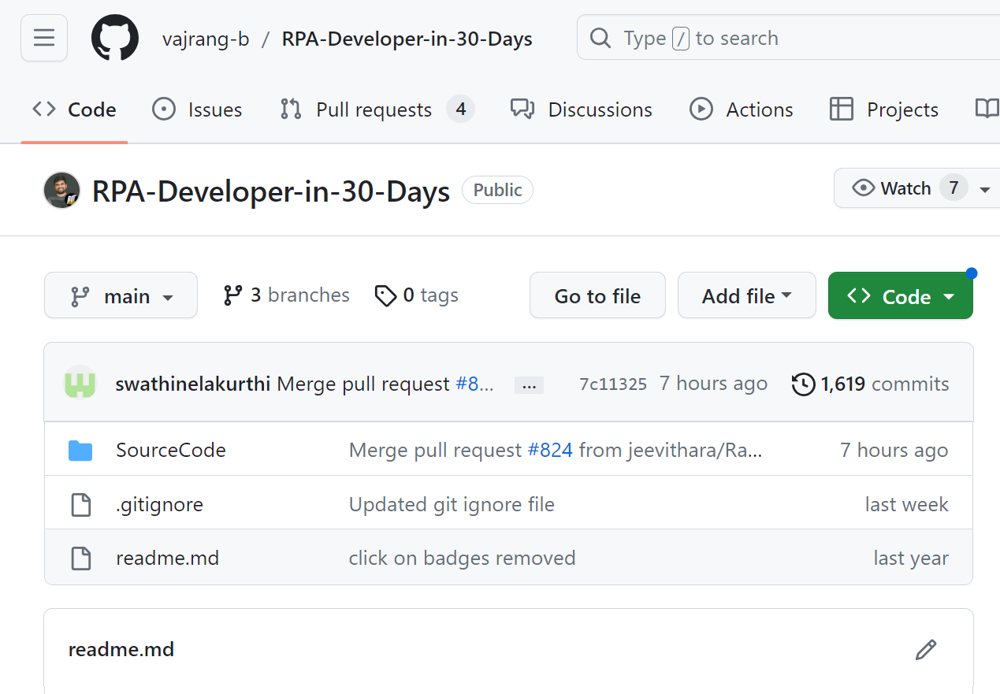 vajrang-b / RPA-Developer-in-30-Days Type / to search
Code Issues Pull requests 4 Discussions Actions Projects
RPA-Developer-in-30-Days Public Watch 7
main 3 branches 0 tags Go to file Add file Code
swathinelakurthi Merge pull request #8... ... 7c11325 7 hours ago 1,619 commits
SourceCode Merge pull request #824 from jeevithara/Ra... 7 hours ago
.gitignore Updated git ignore file last week
readme.md click on badges removed last year
readme.md